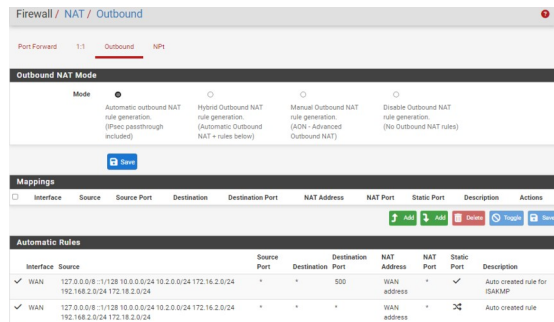 Firewall / NAT / Outbound
Port Forward 1:1 Outbound NPt
Outbound NAT Mode
Mode
Automatic outbound NAT
rule generation.
(IPsec passthrough
included)
Hybrid Outbound NAT
rule generation.
(Automatic Outbound
NAT + rules below)
Manual Outbound NAT
rule generation.
(AON - Advanced
Outbound NAT)
Disable Outbound NAT
rule generation.
(No Outbound NAT rules)
Save
Mappings
Interface Source Source Port Destination Destination Port NAT Address NAT Port Static Port Description Actions
Add Add Delete Toggle Save
Automatic Rules
Interface Source Source Port Destination Destination Port NAT Address NAT Port Static Port Description
WAN 127.0.0.0/8 ::1/128 10.0.0.0/24 10.2.0.0/24 172.16.2.0/24 * * 500 WAN * Auto created rule for
192.168.2.0/24 172.18.2.0/24 address ISAKMP
WAN 127.0.0.0/8 ::1/128 10.0.0.0/24 10.2.0.0/24 172.16.2.0/24 * * * WAN * Auto created rule
192.168.2.0/24 172.18.2.0/24 address